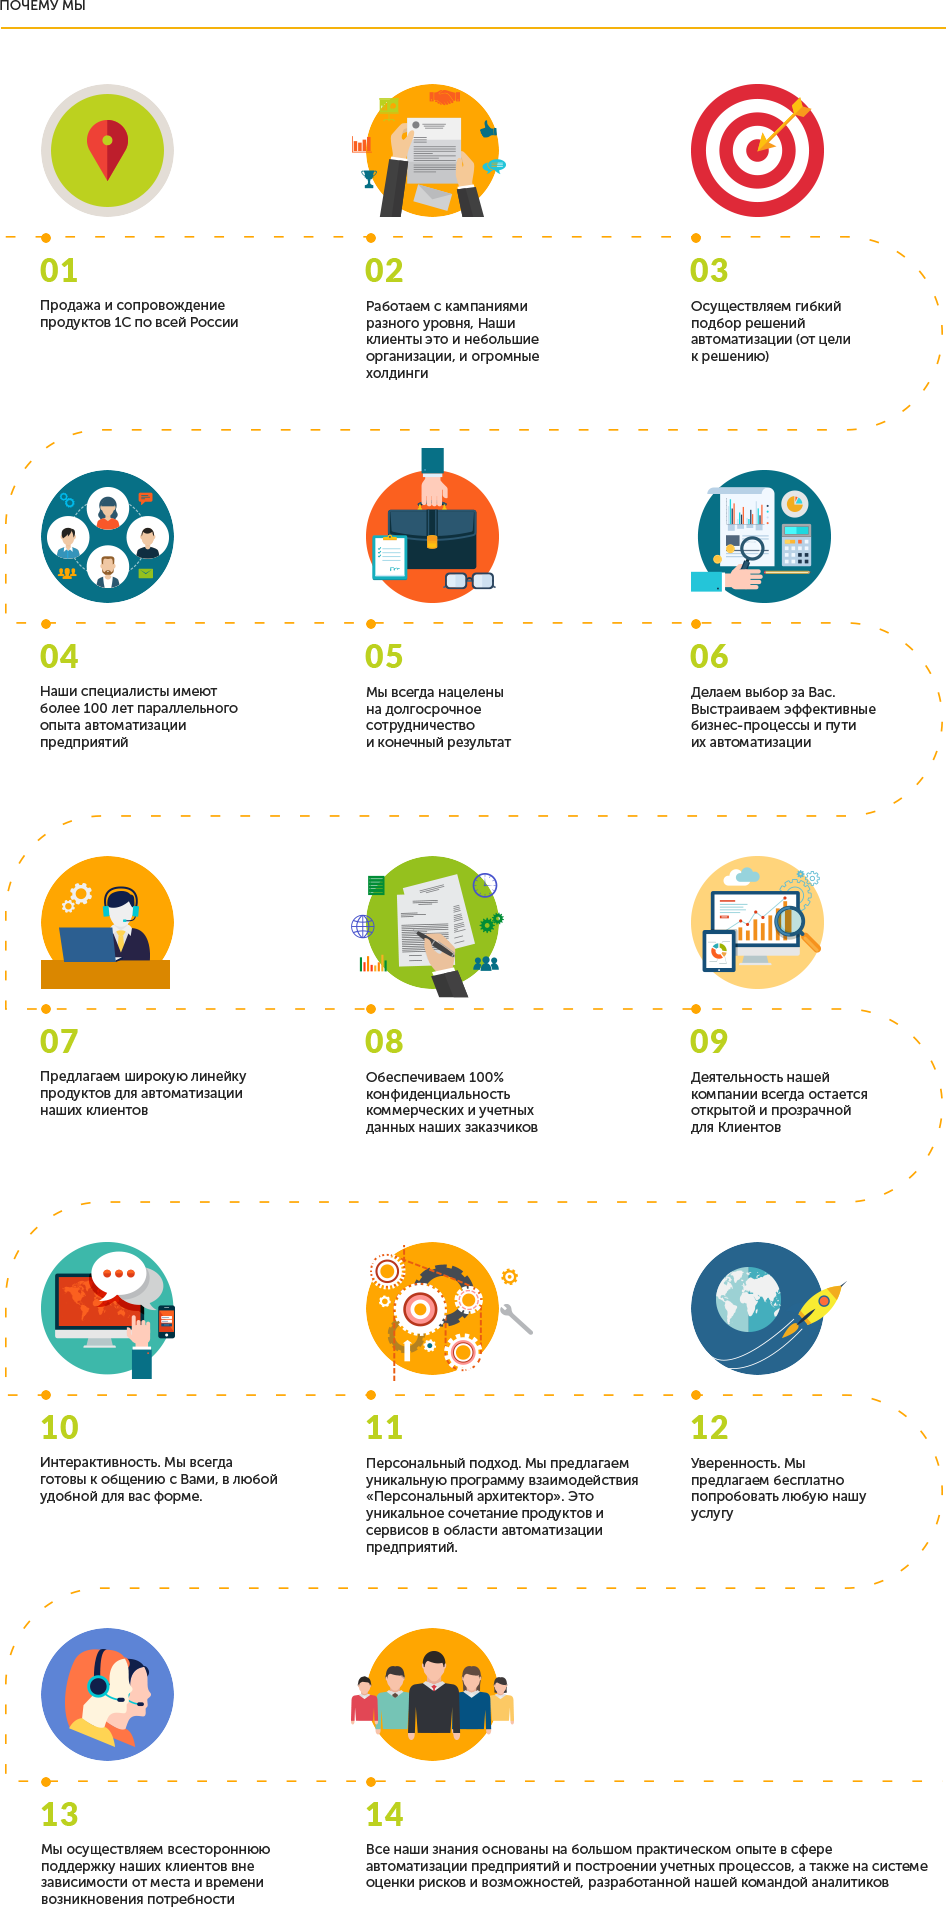 ПОЧЕМУ МЫ
01
Продажа и сопровождение
продуктов 1С по всей России
02
Работаем с кампаниями
разного уровня, Наши
клиенты это и небольшие
организации, и огромные
холдинги
03
Осуществляем гибкий
подбор решений
автоматизации (от цели
к решению)
04
Наши специалисты имеют
более 100 лет параллельного
опыта автоматизации
предприятий
05
Мы всегда нацелены
на долгосрочное
сотрудничество
и конечный результат
06
Делаем выбор за Вас.
Выстраиваем эффективные
бизнес-процессы и пути
их автоматизации
07
Предлагаем широкую линейку
продуктов для автоматизации
наших клиентов
08
Обеспечиваем 100%
конфиденциальность
коммерческих и учетных
данных наших заказчиков
09
Деятельность нашей
компании всегда остается
открытой и прозрачной
для Клиентов
10
Интерактивность. Мы всегда
готовы к общению с Вами, в любой
удобной для вас форме.
11
Персональный подход. Мы предлагаем
уникальную программу взаимодействия
«Персональный архитектор». Это
уникальное сочетание продуктов и
сервисов в области автоматизации
предприятий.
12
Уверенность. Мы
предлагаем бесплатно
попробовать любую нашу
услугу
13
Мы осуществляем всестороннюю
поддержку наших клиентов вне
зависимости от места и времени
возникновения потребности
14
Все наши знания основаны на большом практическом опыте в сфере
автоматизации предприятий и построении учетных процессов, а также на системе
оценки рисков и возможностей, разработанной нашей командой аналитиков